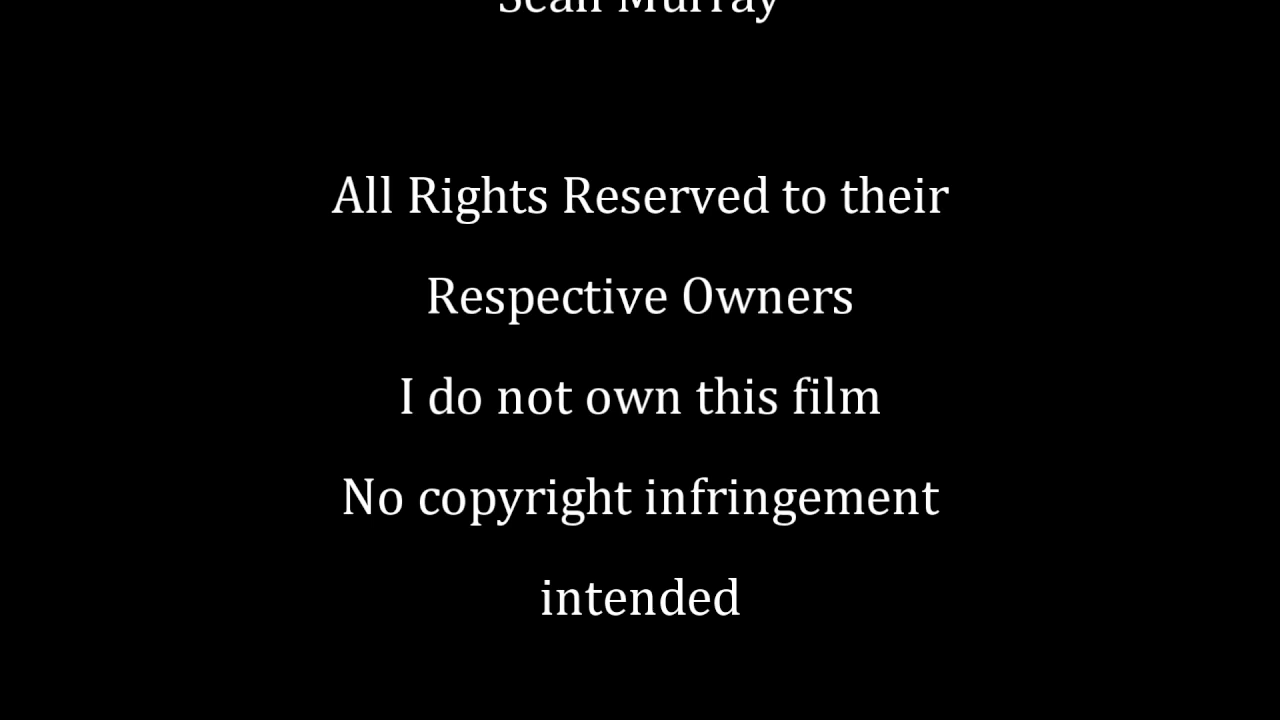 Sean Murray
All Rights Reserved to their
Respective Owners
I do not own this film
No copyright infringement
intended